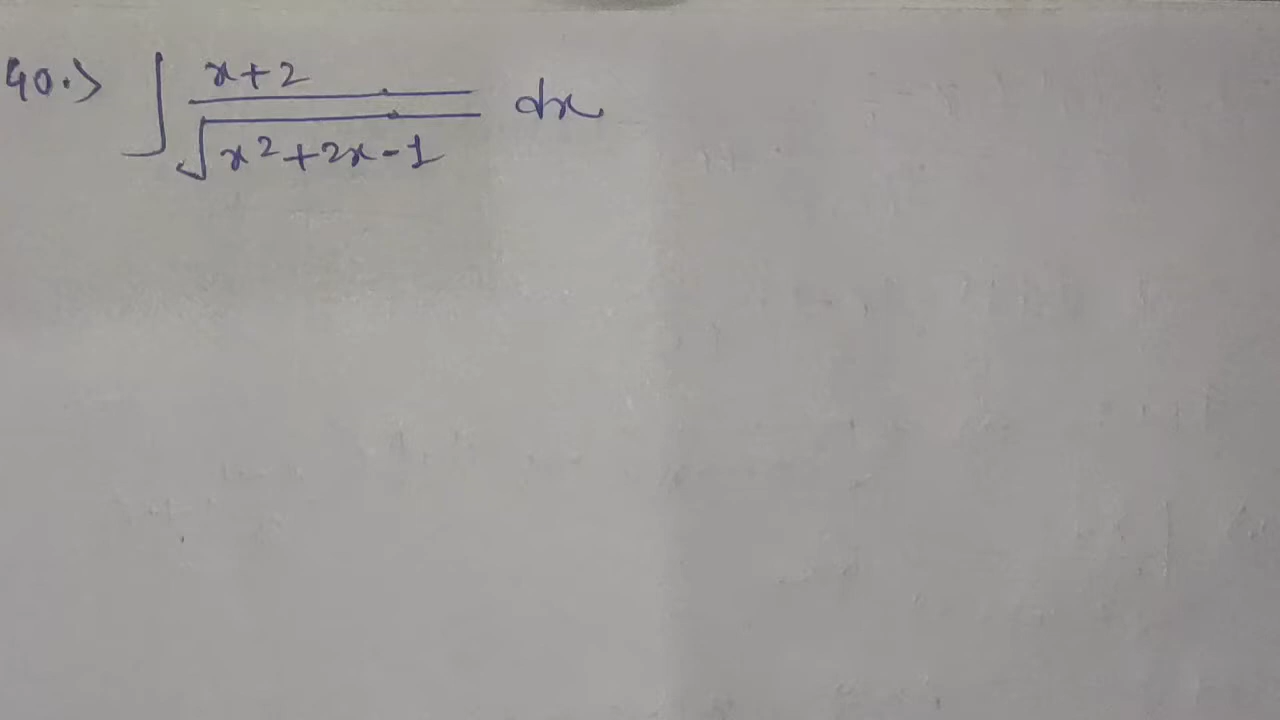 40.> ∫ x+2 / √x²+2x-1 dx